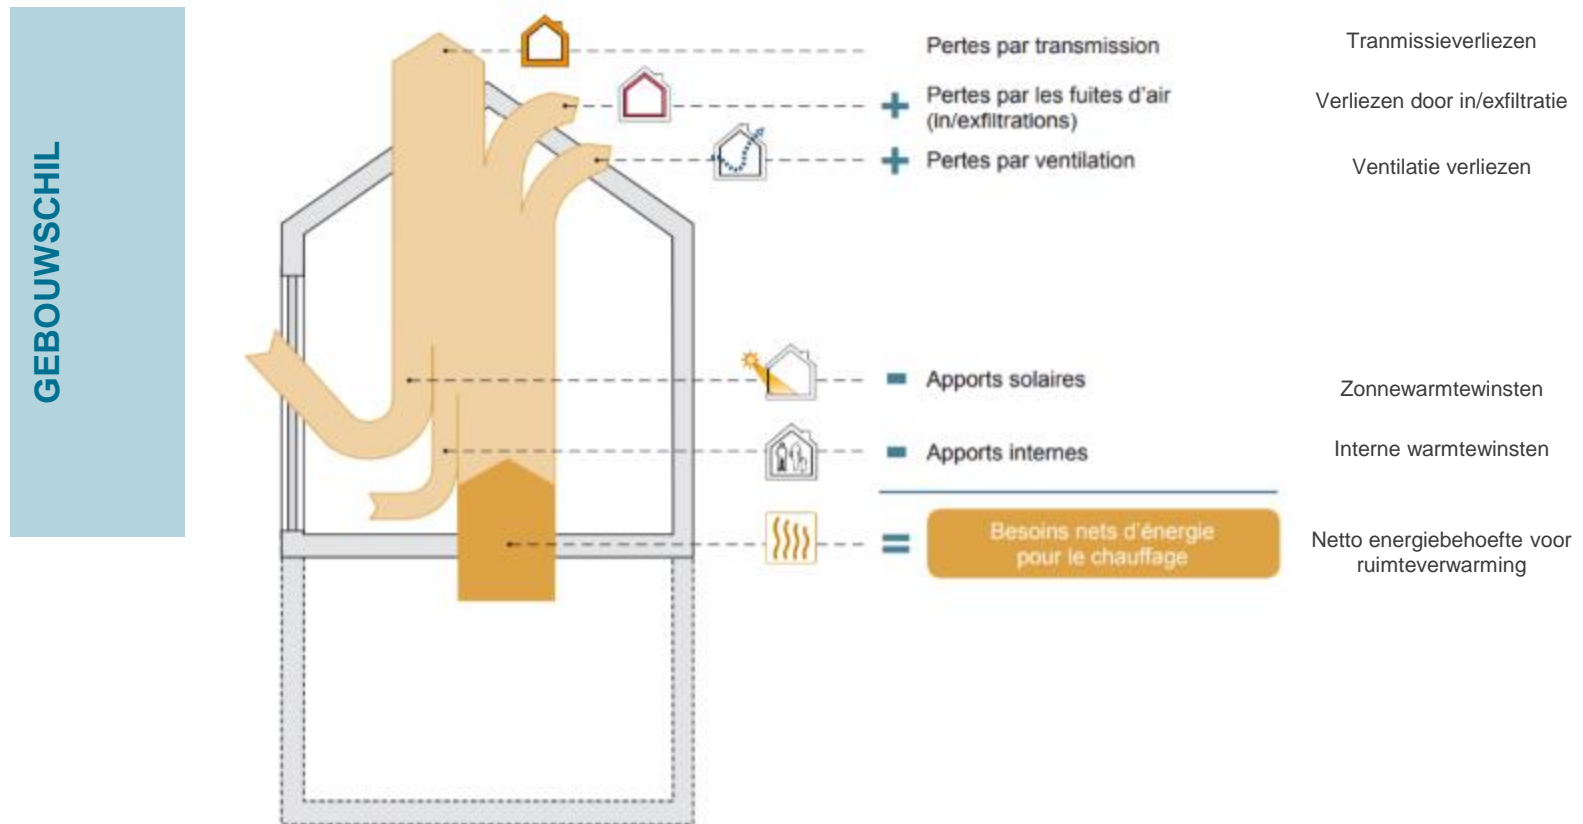 GEBOUWSCHIL
Pertes par transmission
Tranmissieverliezen
+ Pertes par les fuites d'air
(in/exfiltrations)
Verliezen door in/exfiltratie
+ Pertes par ventilation
Ventilatie verliezen
- Apports solaires
Zonnewarmtewinsten
- Apports internes
Interne warmtewinsten
= Besoins nets d'énergie
pour le chauffage
Netto energiebehoefte voor
ruimteverwarming